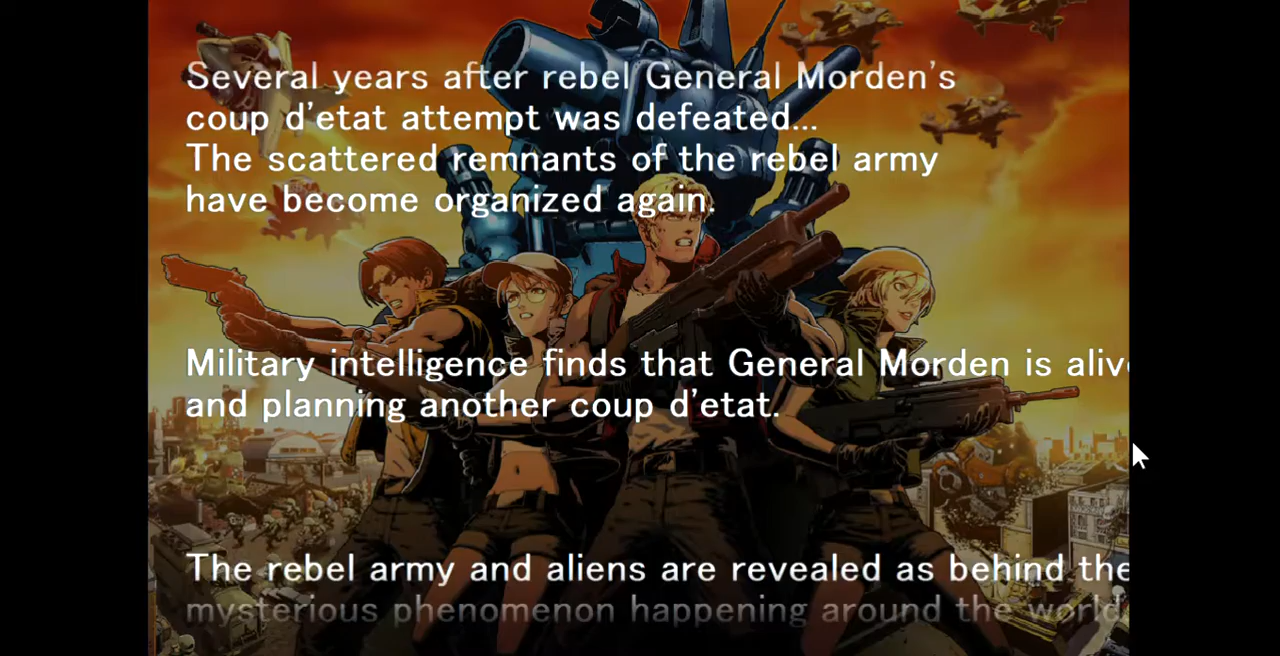 Several years after rebel General Morden's
coup d'etat attempt was defeated...
The scattered remnants of the rebel army
have become organized again.
Military intelligence finds that General Morden is alive
and planning another coup d'etat.
The rebel army and aliens are revealed as behind the
mysterious phenomenon happening around the world.